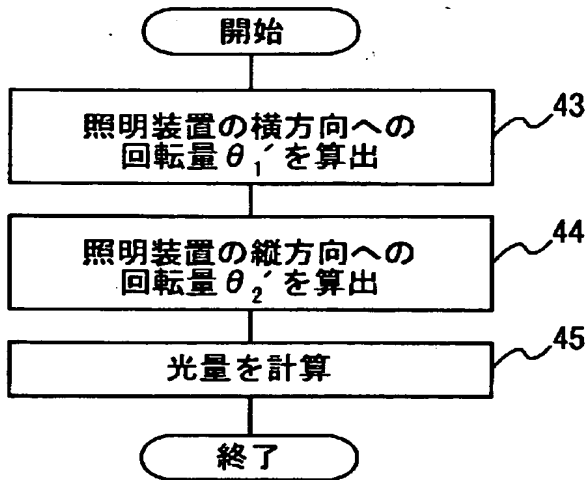 開始
照明装置の横方向への
回転量θ₁′を算出
43
照明装置の縦方向への
回転量θ₂′を算出
44
光量を計算
45
終了